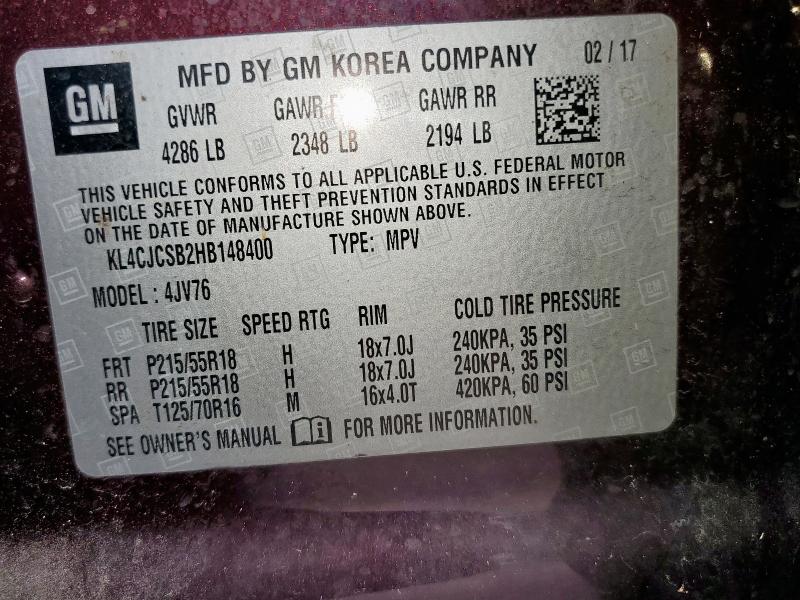 GM
MFD BY GM KOREA COMPANY 02 / 17
GVWR GAWR GAWR RR
4286 LB 2348 LB 2194 LB
THIS VEHICLE CONFORMS TO ALL APPLICABLE U.S. FEDERAL MOTOR
VEHICLE SAFETY AND THEFT PREVENTION STANDARDS IN EFFECT
ON THE DATE OF MANUFACTURE SHOWN ABOVE.
KL4CJCSB2HB148400 TYPE: MPV
MODEL : 4JV76
TIRE SIZE SPEED RTG RIM COLD TIRE PRESSURE
FRT P215/55R18 H 18x7.0J 240KPA, 35 PSI
RR P215/55R18 H 18x7.0J 240KPA, 35 PSI
SPA T125/70R16 M 16x4.0T 420KPA, 60 PSI
SEE OWNER'S MANUAL FOR MORE INFORMATION.